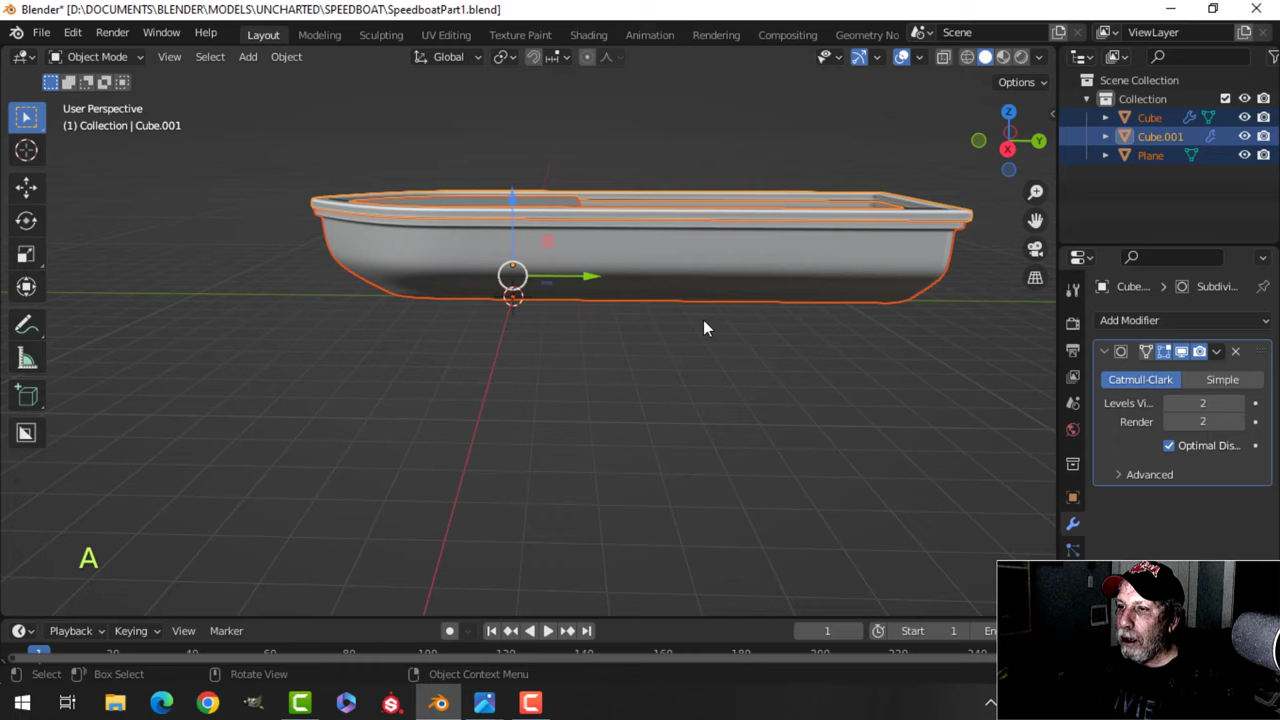 Blender* [D:\DOCUMENTS\BLENDER\MODELS\UNCHARTED\SPEEDBOAT\SpeedboatPart1.blend]
File Edit Render Window Help Layout Modeling Sculpting UV Editing Texture Paint Shading Animation Rendering Compositing Geometry No Scene ViewLayer
Object Mode View Select Add Object Global
Options
User Perspective
(1) Collection | Cube.001
Z
Y
X
Scene Collection
Collection
Cube
Cube.001
Plane
Cube... > Subdivi...
Add Modifier
Catmull-Clark Simple
Levels Vi... 2
Render 2
Optimal Dis...
Advanced
A
Playback Keying View Marker 1 Start 1 En
1
Select Box Select Rotate View Object Context Menu